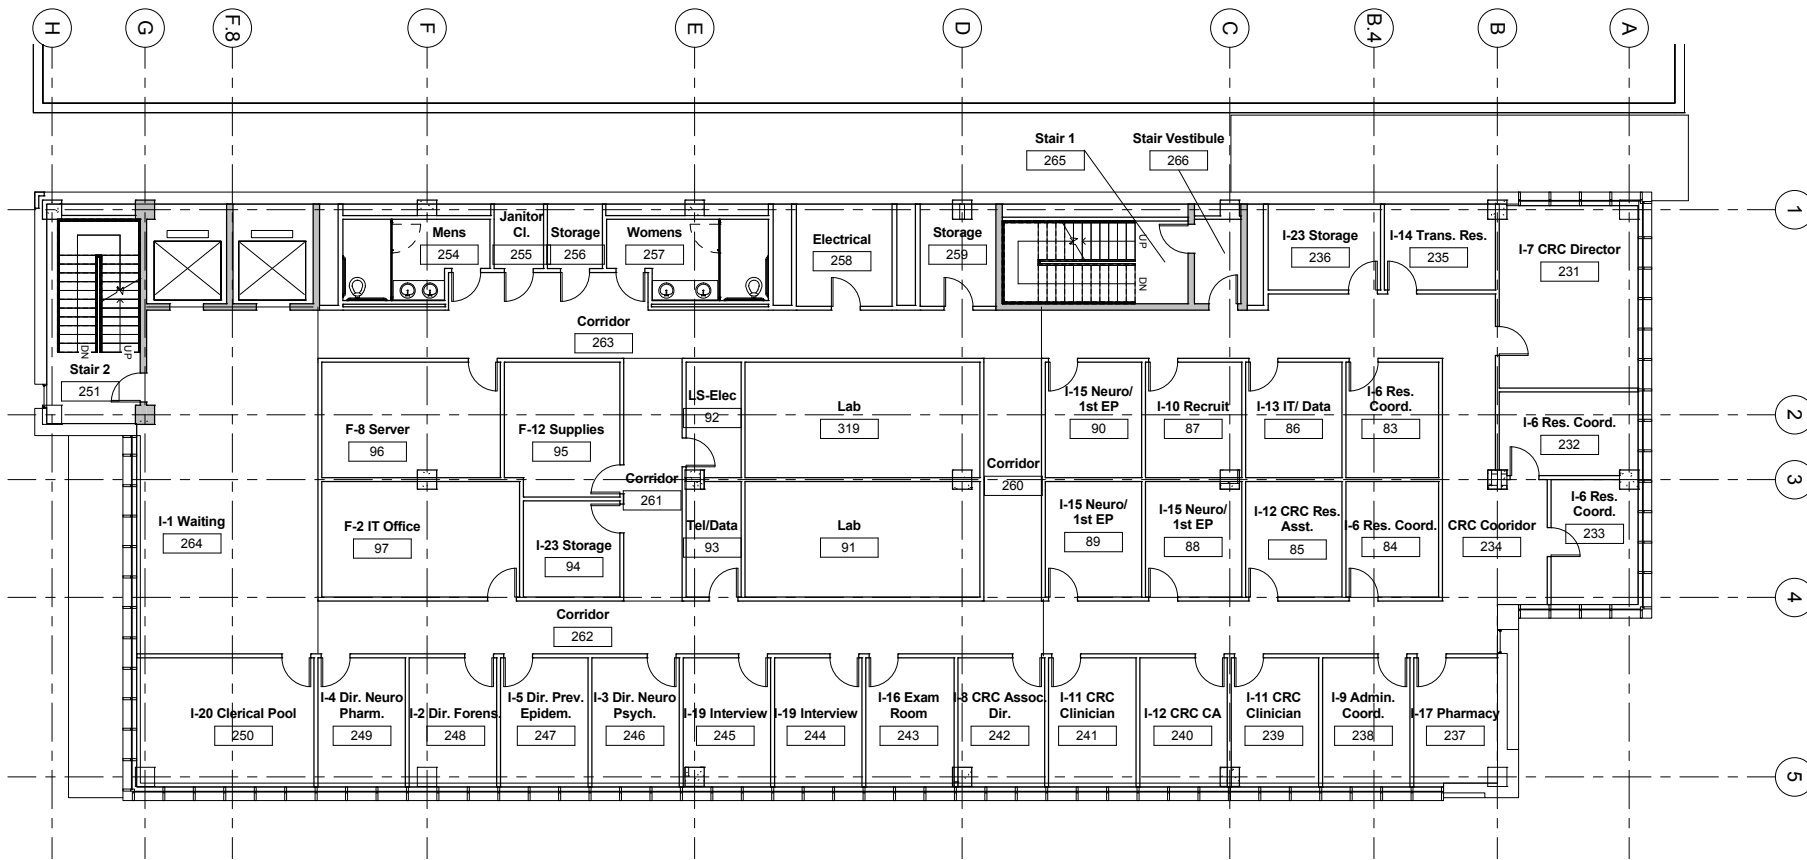 H
G
F.8
F
E
D
C
B.4
B
A
Stair 1
265
Stair Vestibule
266
1
Mens
254
Janitor
Cl.
255
Storage
256
Womens
257
Electrical
258
Storage
259
UP
DN
I-23 Storage
236
I-14 Trans. Res.
235
I-7 CRC Director
231
Corridor
263
DN
UP
Stair 2
251
2
F-8 Server
96
F-12 Supplies
95
LS-Elec
92
Lab
319
I-15 Neuro/
1st EP
90
I-10 Recruit
87
I-13 IT/ Data
86
I-6 Res.
Coord.
83
I-6 Res. Coord.
232
3
Corridor
261
Corridor
260
I-1 Waiting
264
F-2 IT Office
97
I-23 Storage
94
Tel/Data
93
Lab
91
I-15 Neuro/
1st EP
89
I-15 Neuro/
1st EP
88
I-12 CRC Res.
Asst.
85
I-6 Res. Coord.
84
CRC Cooridor
234
I-6 Res.
Coord.
233
4
Corridor
262
I-20 Clerical Pool
250
I-4 Dir. Neuro
Pharm.
249
I-2 Dir. Forens.
248
I-5 Dir. Prev.
Epidem.
247
I-3 Dir. Neuro
Psych.
246
I-19 Interview
245
I-19 Interview
244
I-16 Exam
Room
243
I-8 CRC Assoc.
Dir.
242
I-11 CRC
Clinician
241
I-12 CRC CA
240
I-11 CRC
Clinician
239
I-9 Admin.
Coord.
238
I-17 Pharmacy
237
5